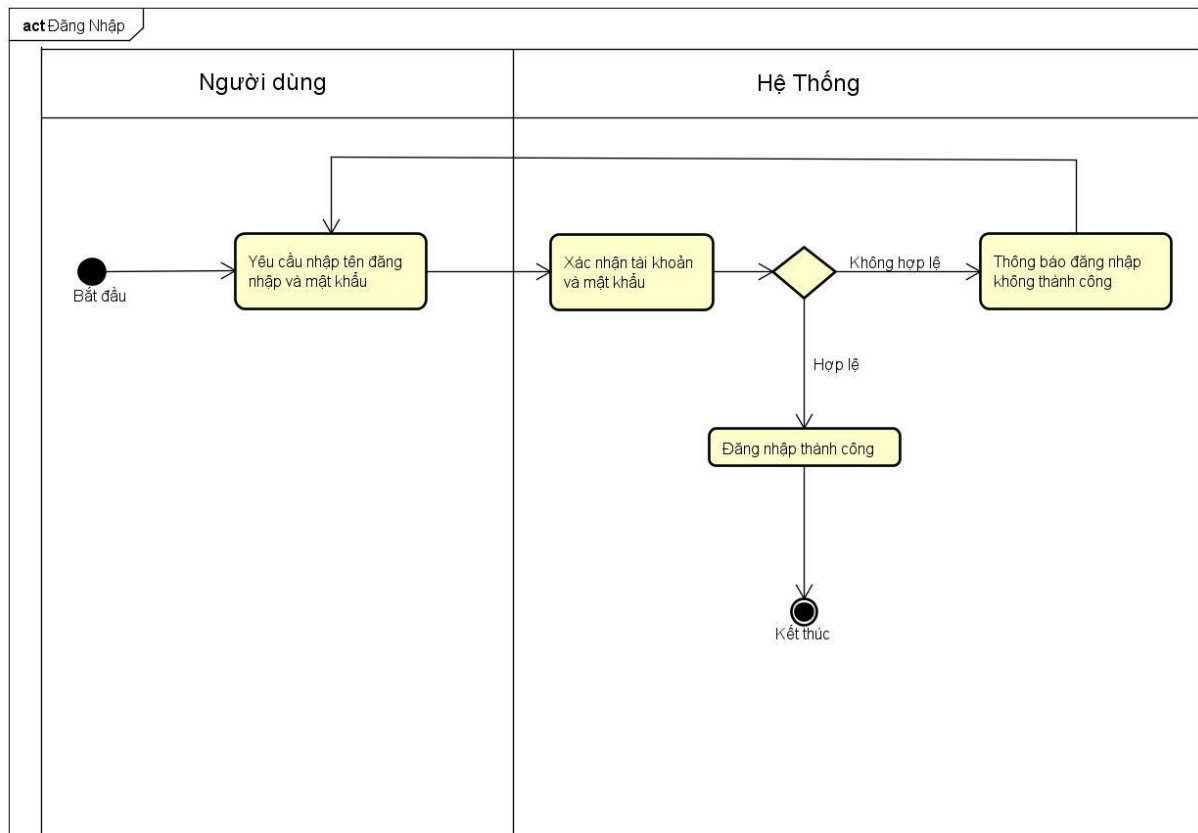 act Đăng Nhập
Người dùng
Hệ Thống
Bắt đầu
Yêu cầu nhập tên đăng
nhập và mật khẩu
Xác nhận tài khoản
và mật khẩu
Không hợp lệ
Thông báo đăng nhập
không thành công
Hợp lệ
Đăng nhập thành công
Kết thúc